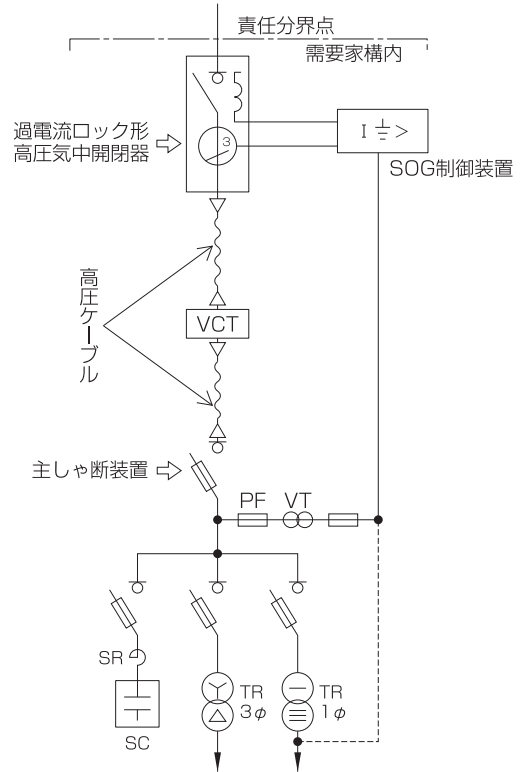 責任分界点
需要家構内
過電流ロック形
高圧気中開閉器
3
I >
SOG制御装置
高圧ケーブル
VCT
主しゃ断装置
PF VT
SR
SC
TR
3φ
TR
1φ